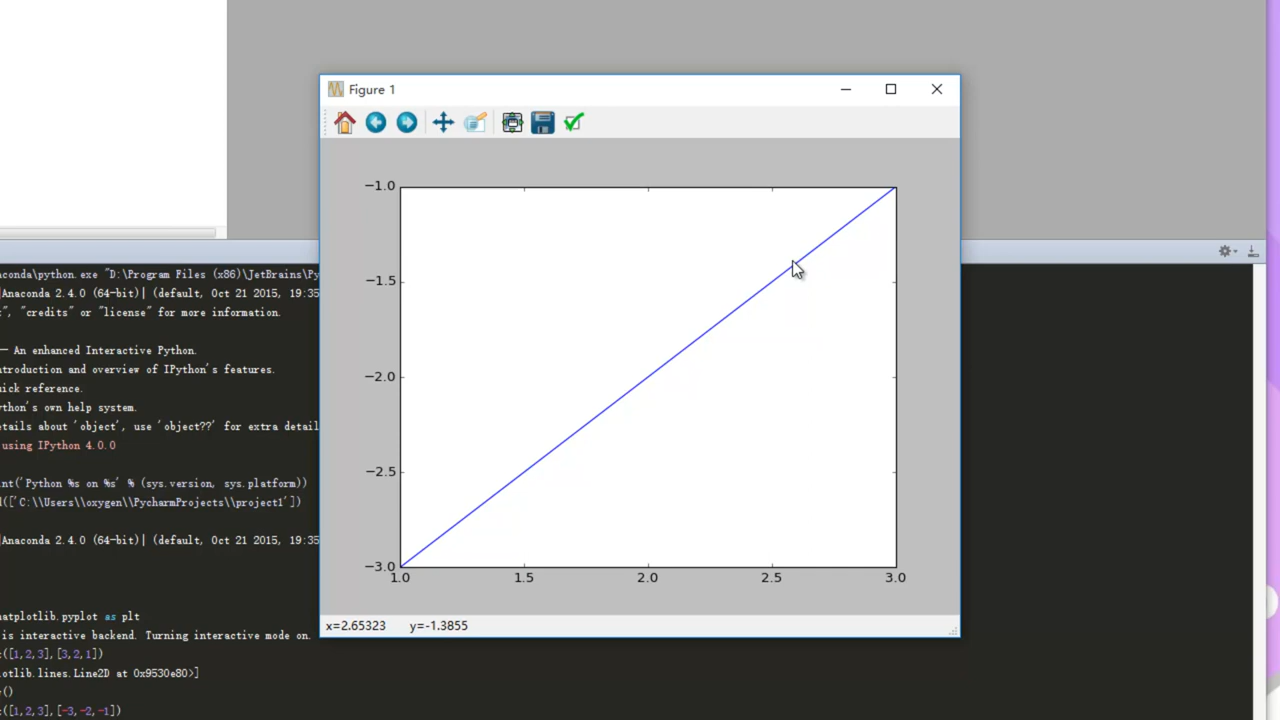 Figure 1
−1.0
−1.5
−2.0
−2.5
−3.0
1.0 1.5 2.0 2.5 3.0
x=2.65323 y=-1.3855
conda\python.exe "D:\Program Files (x86)\JetBrains\Py
|Anaconda 2.4.0 (64-bit)| (default, Oct 21 2015, 19:35
", "credits" or "license" for more information.
— An enhanced Interactive Python.
ntroduction and overview of IPython's features.
uick reference.
ython's own help system.
etails about 'object', use 'object??' for extra detail
using IPython 4.0.0
nt('Python %s on %s' % (sys.version, sys.platform))
d(['C:\\Users\\oxygen\\PycharmProjects\\project1'])
|Anaconda 2.4.0 (64-bit)| (default, Oct 21 2015, 19:35
matplotlib.pyplot as plt
is interactive backend. Turning interactive mode on.
([1,2,3],[3,2,1])
otlib.lines.Line2D at 0x9530e80>]
()
([1,2,3],[-3,-2,-1])